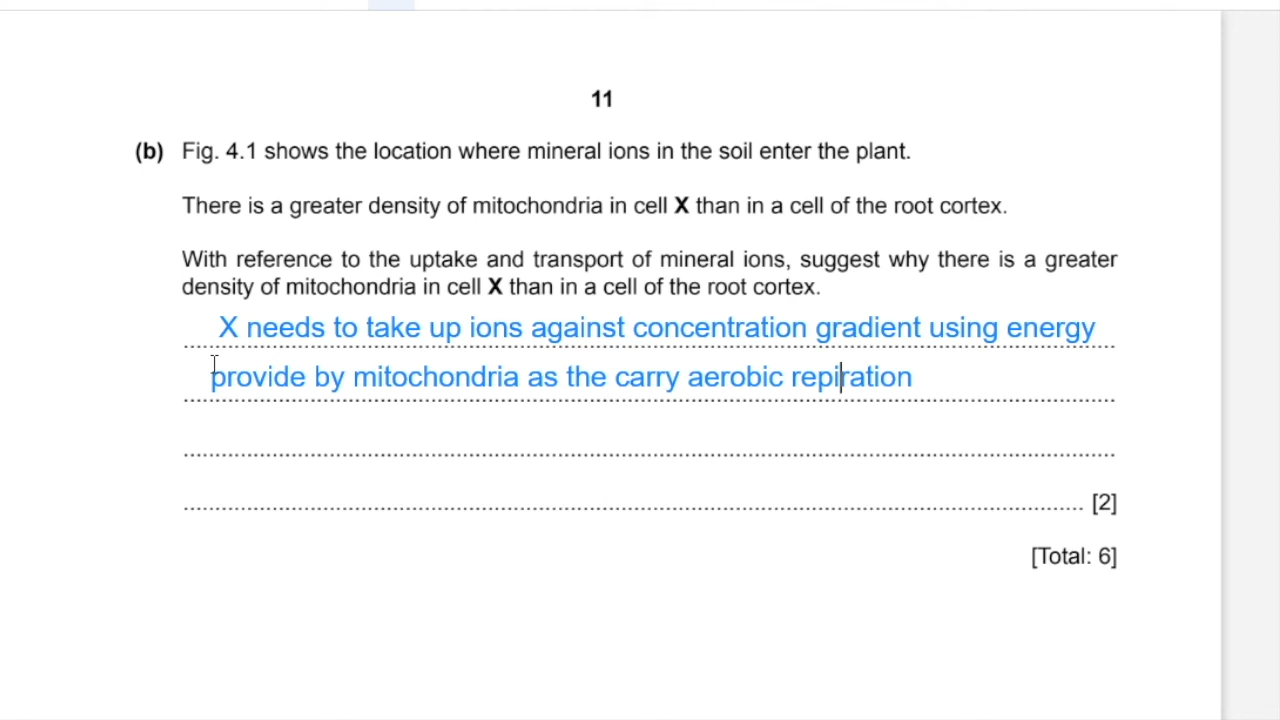 11
(b) Fig. 4.1 shows the location where mineral ions in the soil enter the plant.
There is a greater density of mitochondria in cell X than in a cell of the root cortex.
With reference to the uptake and transport of mineral ions, suggest why there is a greater
density of mitochondria in cell X than in a cell of the root cortex.
X needs to take up ions against concentration gradient using energy
provide by mitochondria as the carry aerobic repiration
[2]
[Total: 6]